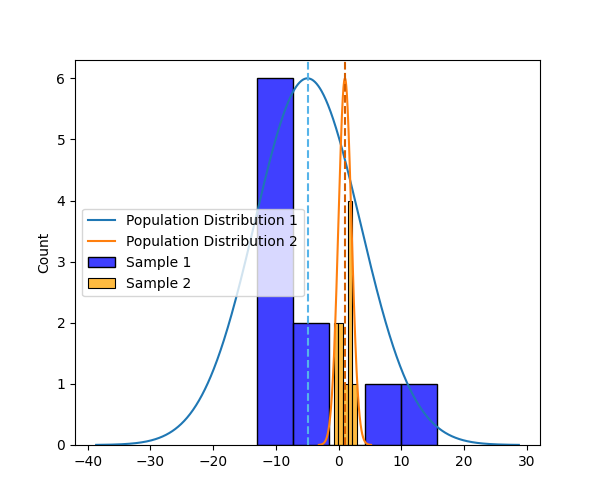 6
5
4
3
2
1
0
Count
Population Distribution 1
Population Distribution 2
Sample 1
Sample 2
−40 −30 −20 −10 0 10 20 30